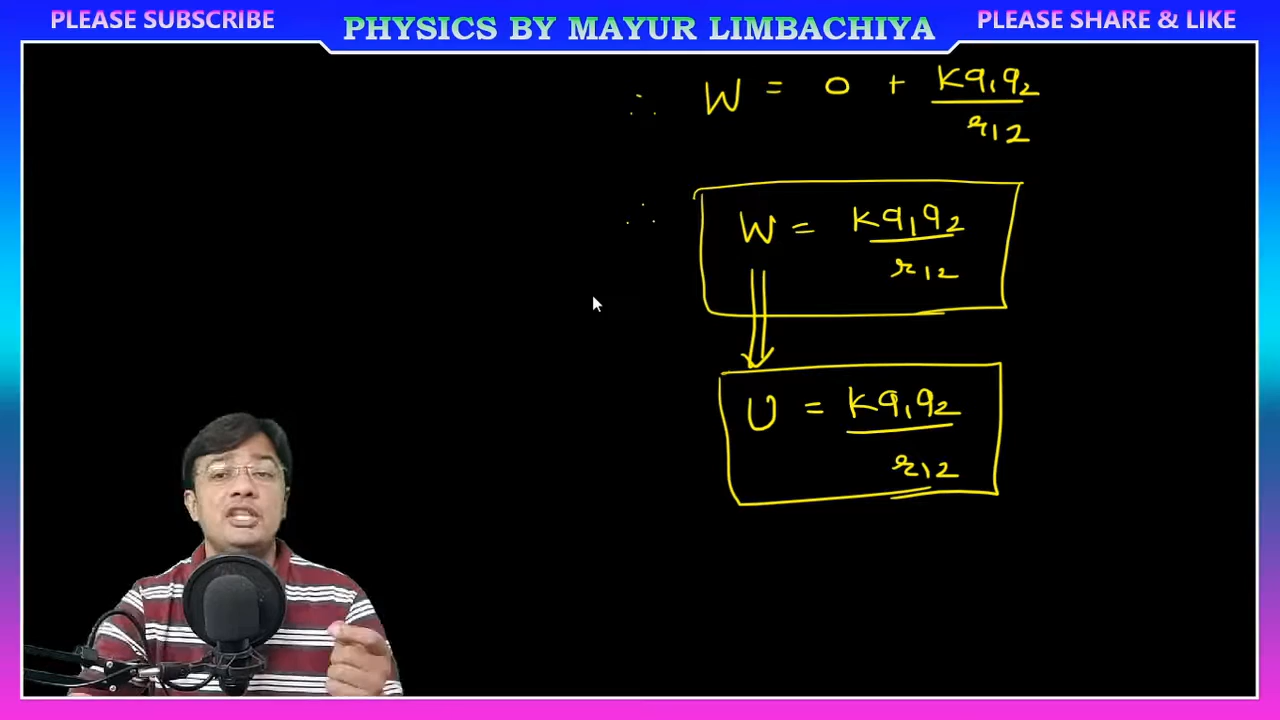 PLEASE SUBSCRIBE
PHYSICS BY MAYUR LIMBACHIYA
PLEASE SHARE & LIKE
∴ W = 0 + Kq₁q₂ / r₁₂
∴ W = Kq₁q₂ / r₁₂
U = Kq₁q₂ / r₁₂